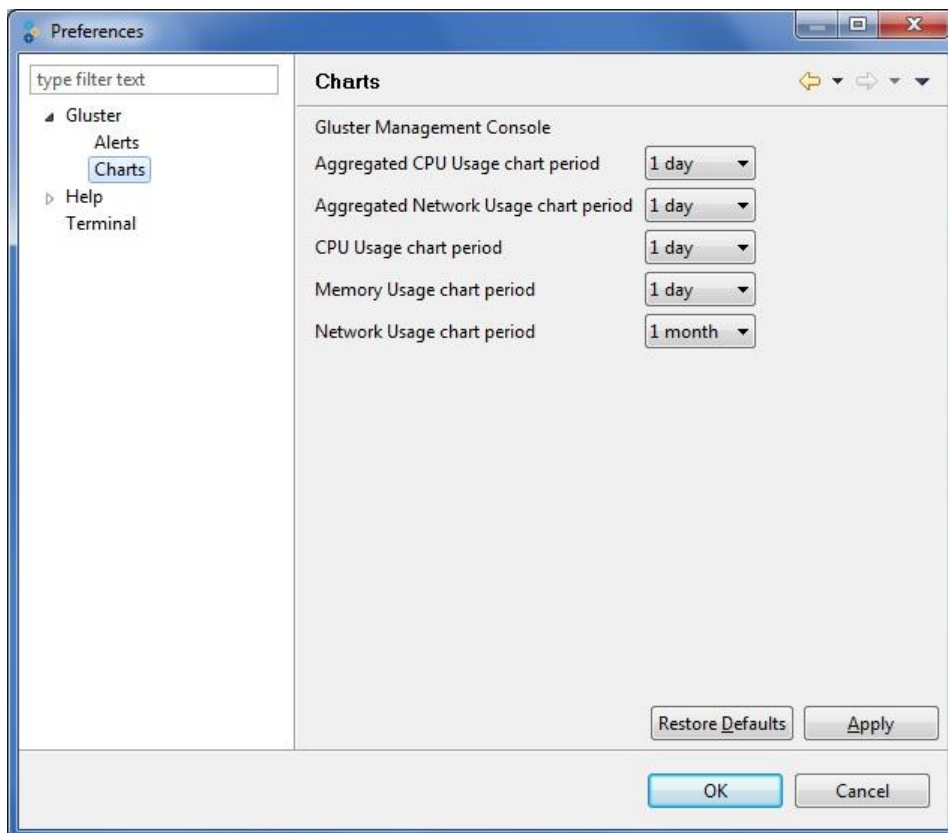 Preferences
type filter text
Gluster
Alerts
Charts
Help
Terminal
Charts
Gluster Management Console
Aggregated CPU Usage chart period 1 day
Aggregated Network Usage chart period 1 day
CPU Usage chart period 1 day
Memory Usage chart period 1 day
Network Usage chart period 1 month
Restore Defaults Apply
OK Cancel